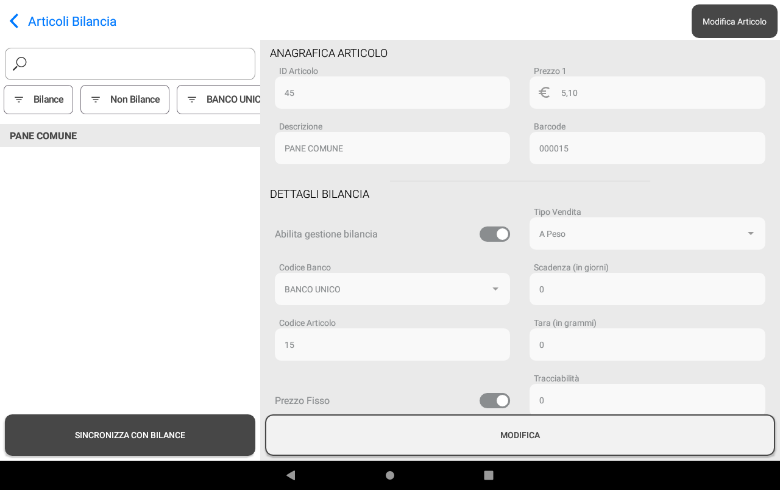 Articoli Bilancia
Modifica Articolo
Bilance
Non Bilance
BANCO UNIC
PANE COMUNE
SINCRONIZZA CON BILANCE
ANAGRAFICA ARTICOLO
ID Articolo
45
Prezzo 1
€ 5,10
Descrizione
PANE COMUNE
Barcode
000015
DETTAGLI BILANCIA
Abilita gestione bilancia
Tipo Vendita
A Peso
Codice Banco
BANCO UNICO
Scadenza (in giorni)
0
Codice Articolo
15
Tara (in grammi)
0
Prezzo Fisso
Tracciabilità
0
MODIFICA